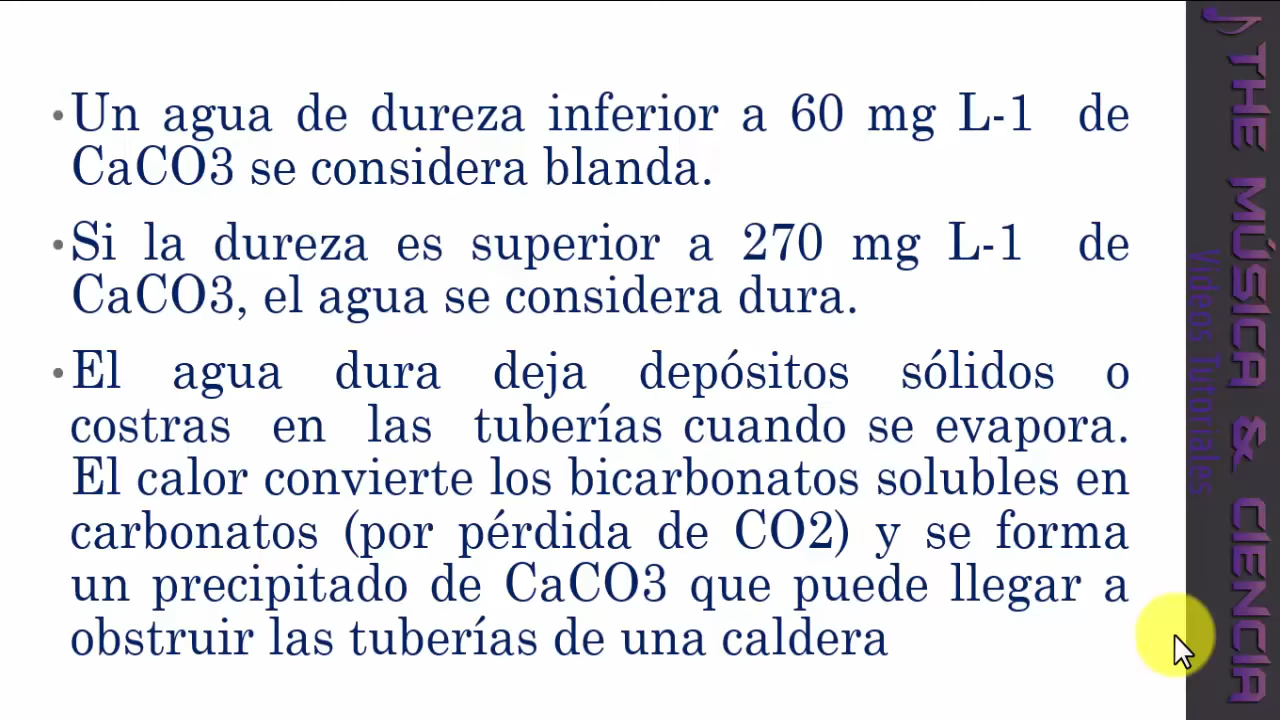 •Un agua de dureza inferior a 60 mg L-1 de
CaCO3 se considera blanda.
•Si la dureza es superior a 270 mg L-1 de
CaCO3, el agua se considera dura.
•El agua dura deja depósitos sólidos o
costras en las tuberías cuando se evapora.
El calor convierte los bicarbonatos solubles en
carbonatos (por pérdida de CO2) y se forma
un precipitado de CaCO3 que puede llegar a
obstruir las tuberías de una caldera
THE MÚSICA & CIENCIA
Videos Tutoriales